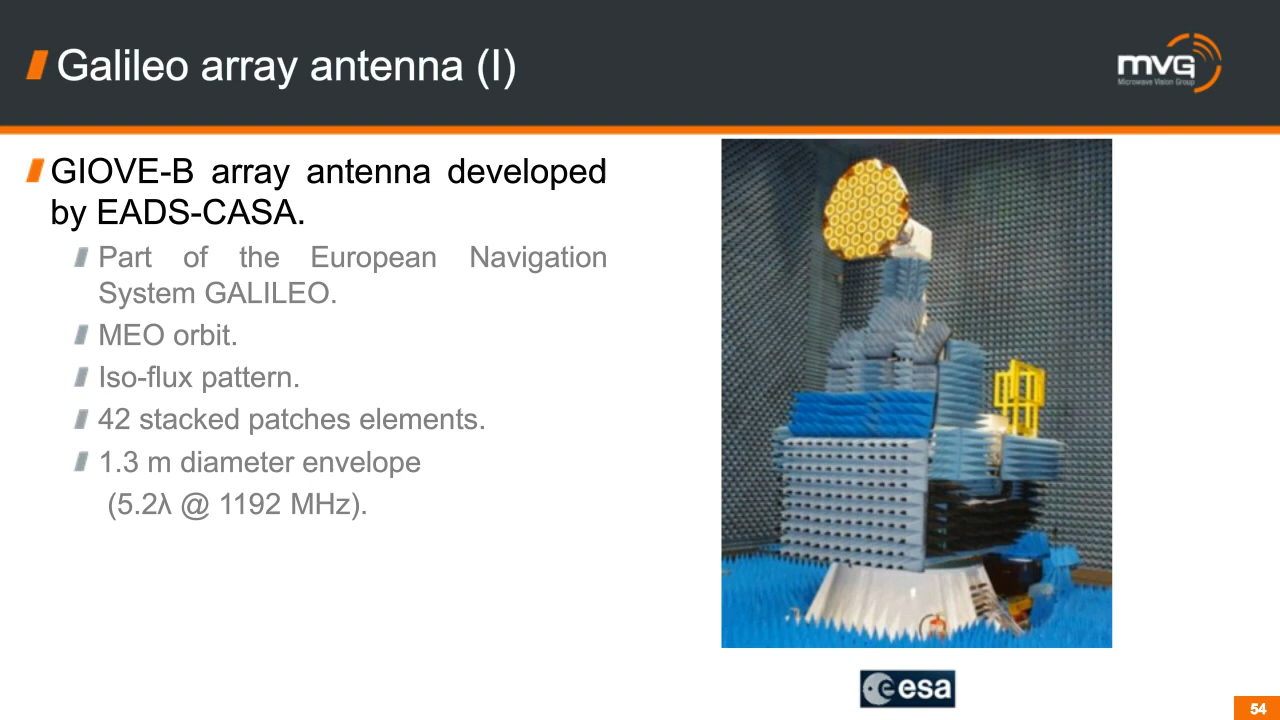 Galileo array antenna (I)
mvg
Microwave Vision Group
GIOVE-B array antenna developed
by EADS-CASA.
Part of the European Navigation
System GALILEO.
MEO orbit.
Iso-flux pattern.
42 stacked patches elements.
1.3 m diameter envelope
(5.2λ @ 1192 MHz).
esa
54